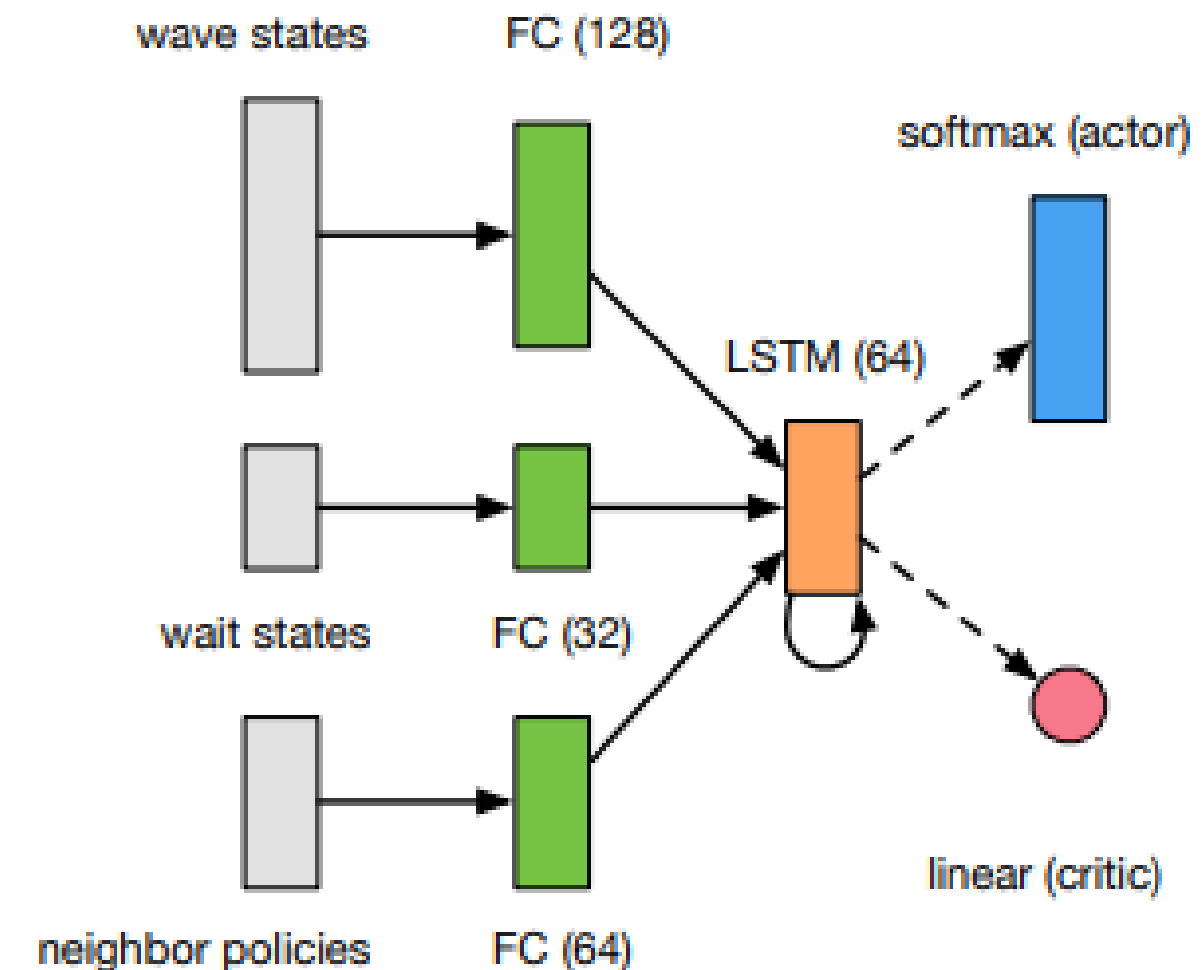 wave states
FC (128)
softmax (actor)
LSTM (64)
wait states
FC (32)
linear (critic)
neighbor policies
FC (64)